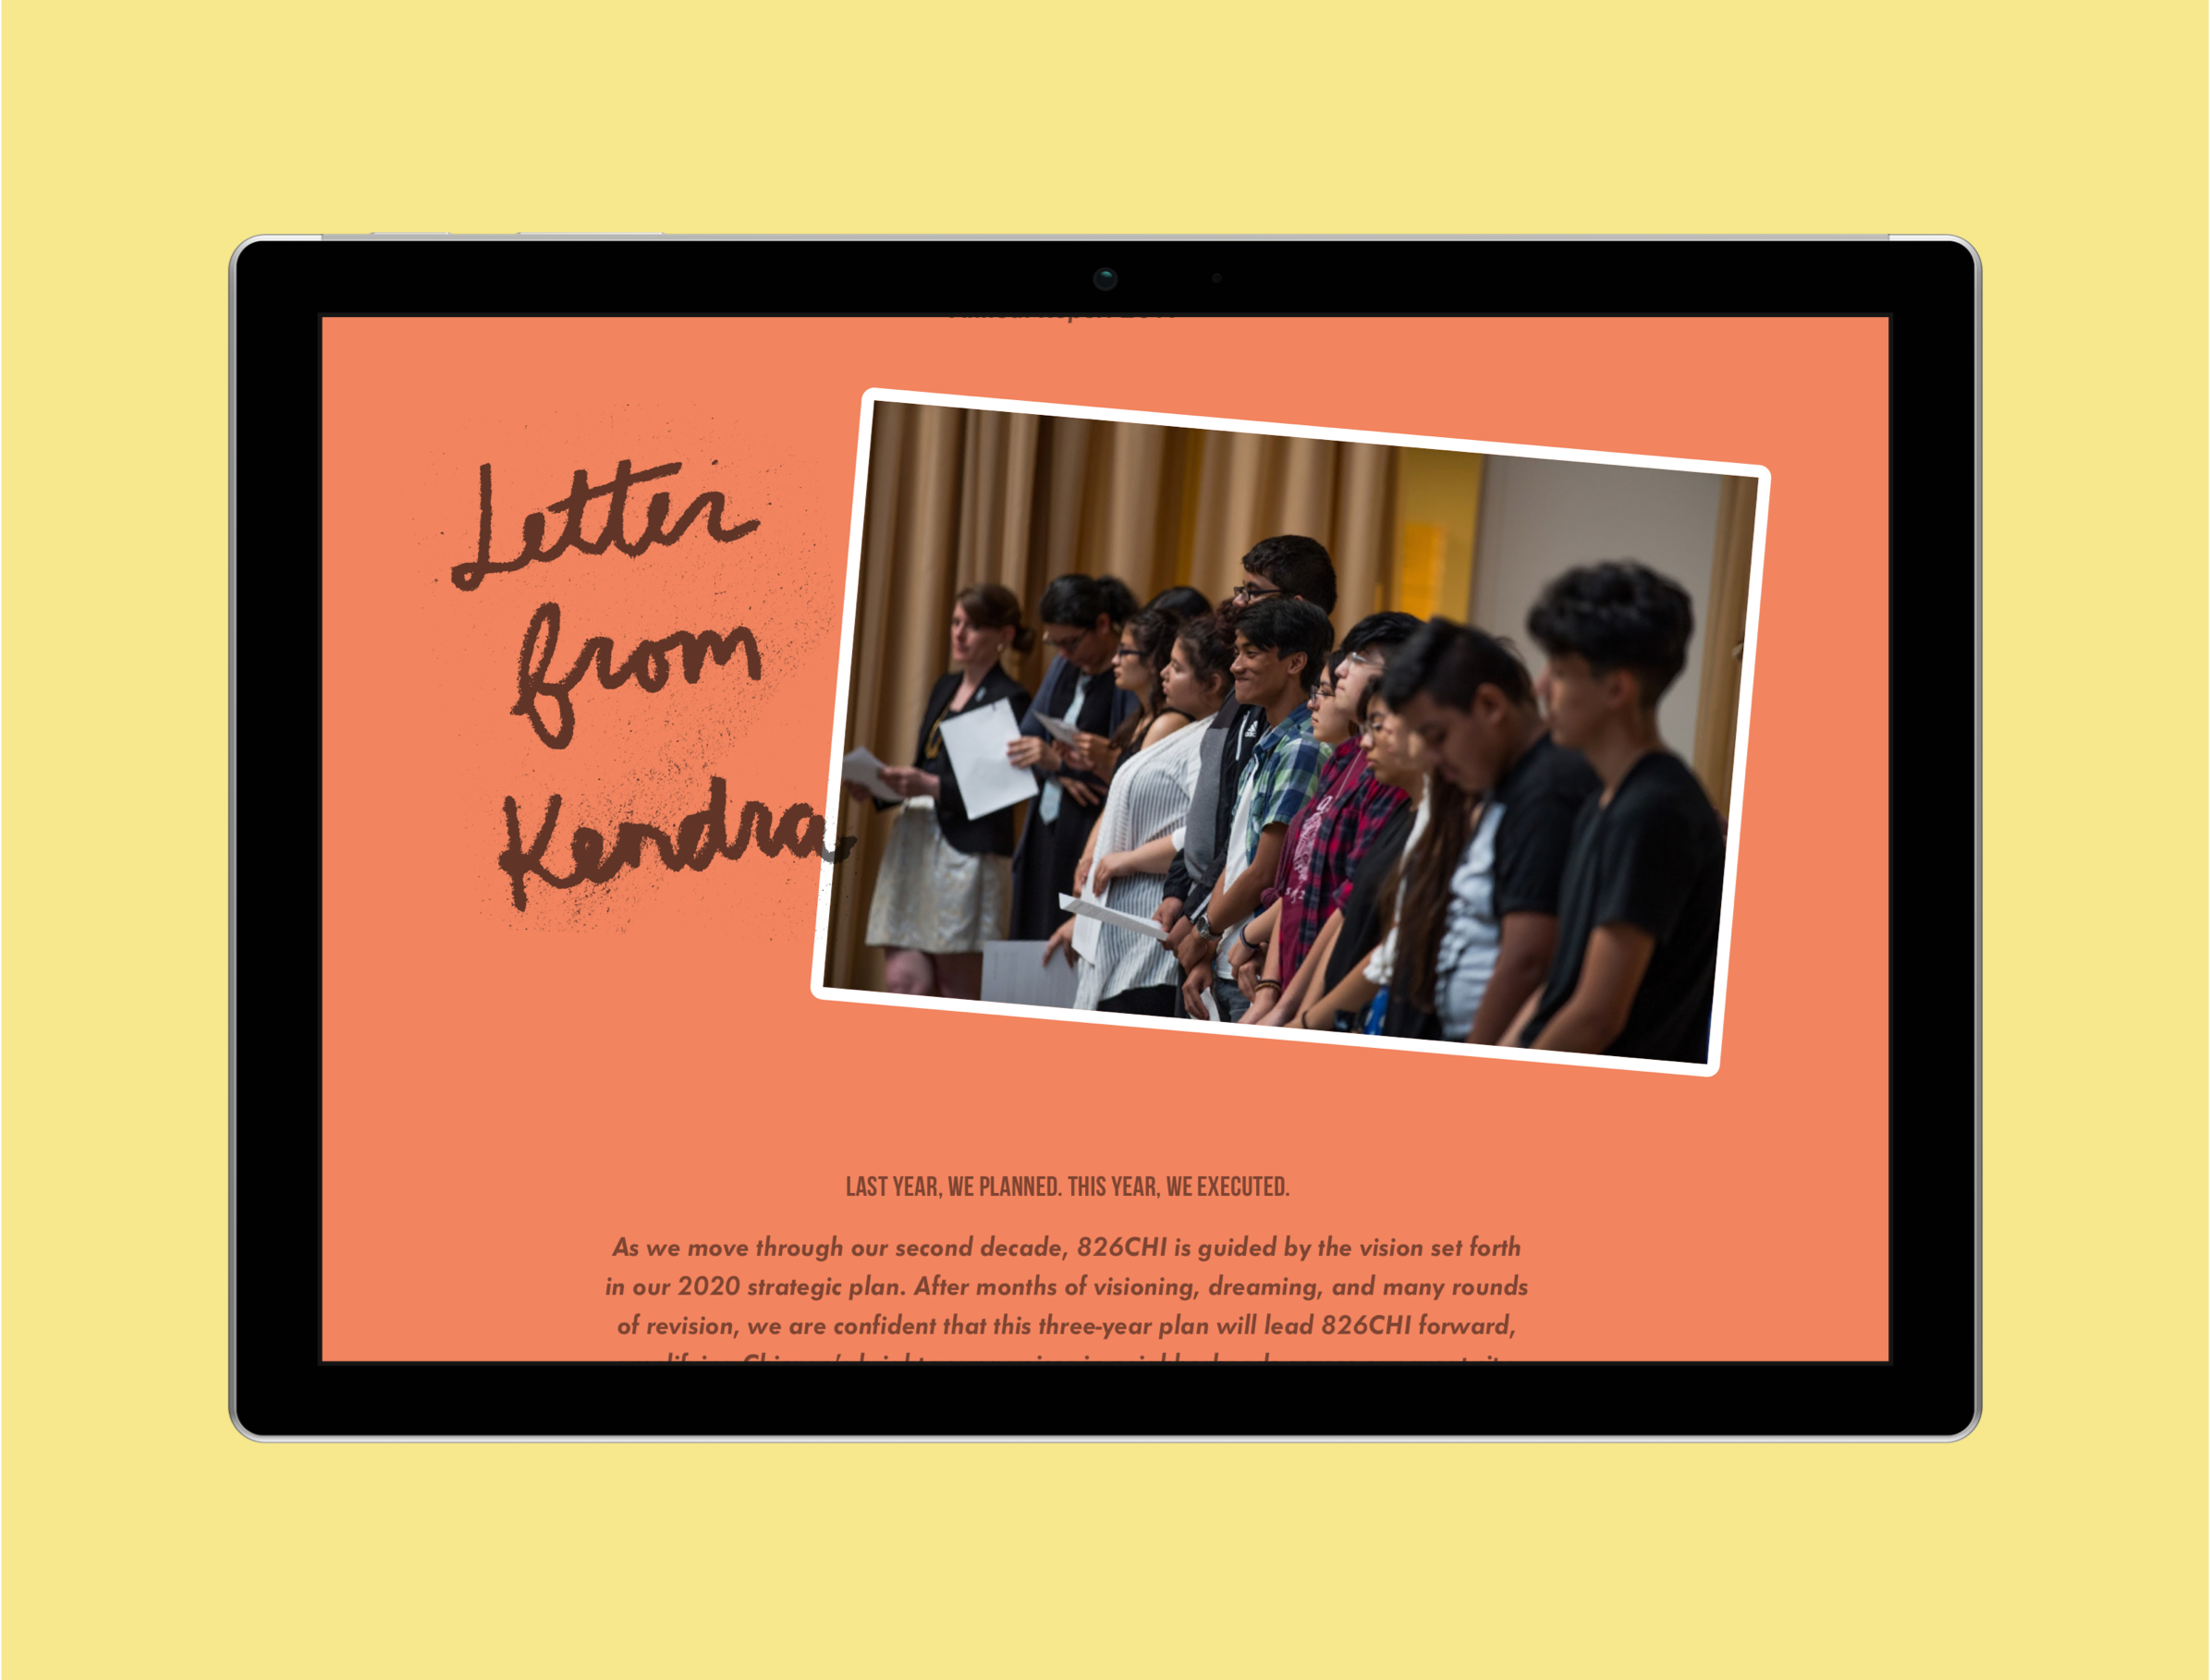 Letter
from
Kendra
LAST YEAR, WE PLANNED. THIS YEAR, WE EXECUTED.
As we move through our second decade, 826CHI is guided by the vision set forth
in our 2020 strategic plan. After months of visioning, dreaming, and many rounds
of revision, we are confident that this three-year plan will lead 826CHI forward,